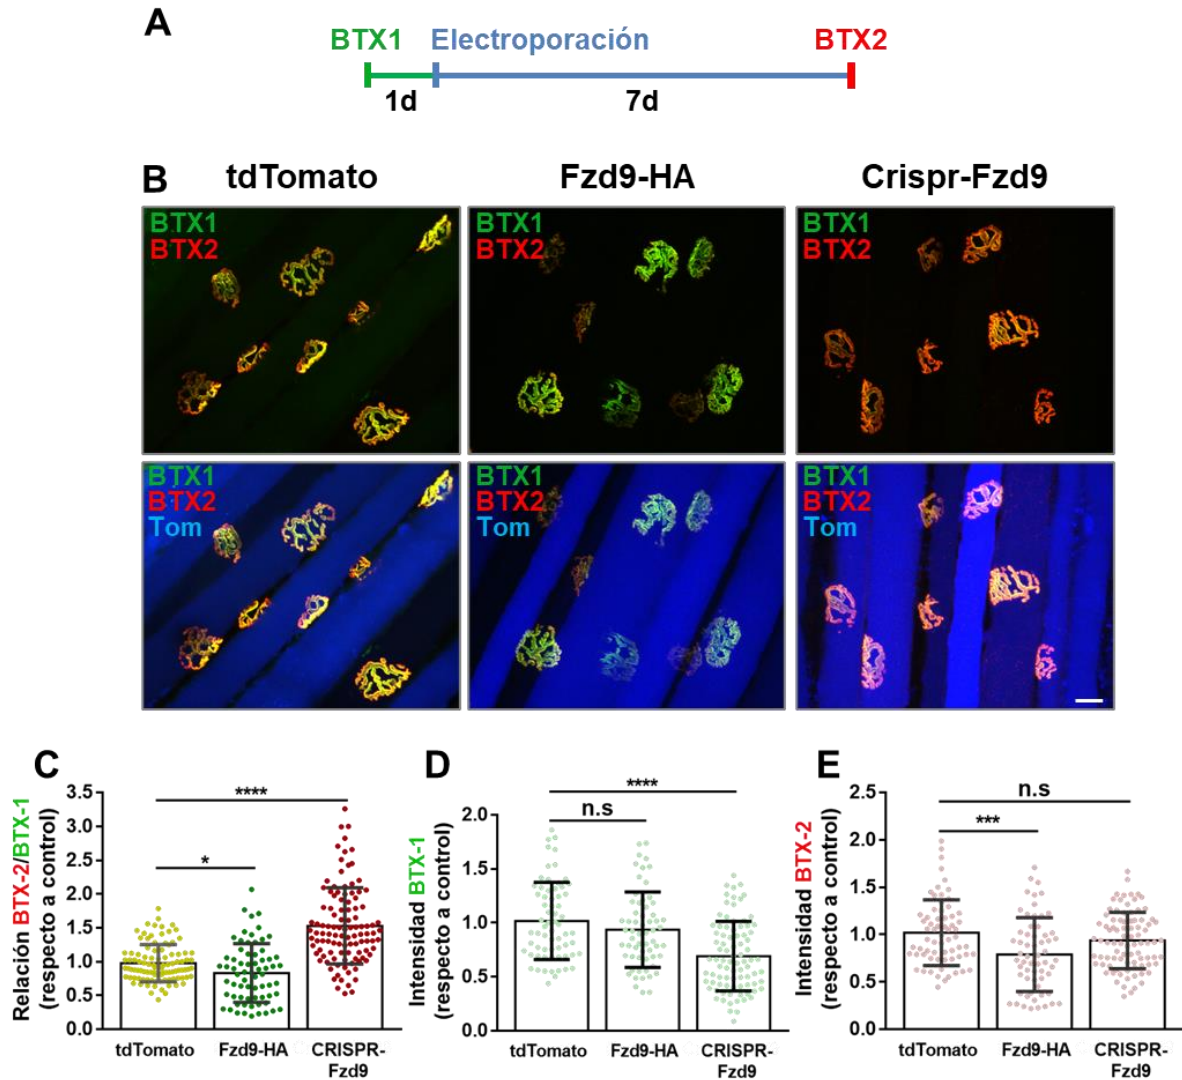 A
BTX1 Electroporación BTX2
1d 7d
B tdTomato Fzd9-HA Crispr-Fzd9
BTX1 BTX1 BTX1
BTX2 BTX2 BTX2
BTX1 BTX1 BTX1
BTX2 BTX2 BTX2
Tom Tom Tom
C
Relación BTX-2/BTX-1
(respecto a control)
3.5
3.0
2.5
2.0
1.5
1.0
0.5
0.0
****
*
tdTomato Fzd9-HA CRISPR-
Fzd9
D
Intensidad BTX-1
(respecto a control)
2.0
1.5
1.0
0.5
0.0
****
n.s
tdTomato Fzd9-HA CRISPR-
Fzd9
E
Intensidad BTX-2
(respecto a control)
2.5
2.0
1.5
1.0
0.5
0.0
n.s
***
tdTomato Fzd9-HA CRISPR-
Fzd9